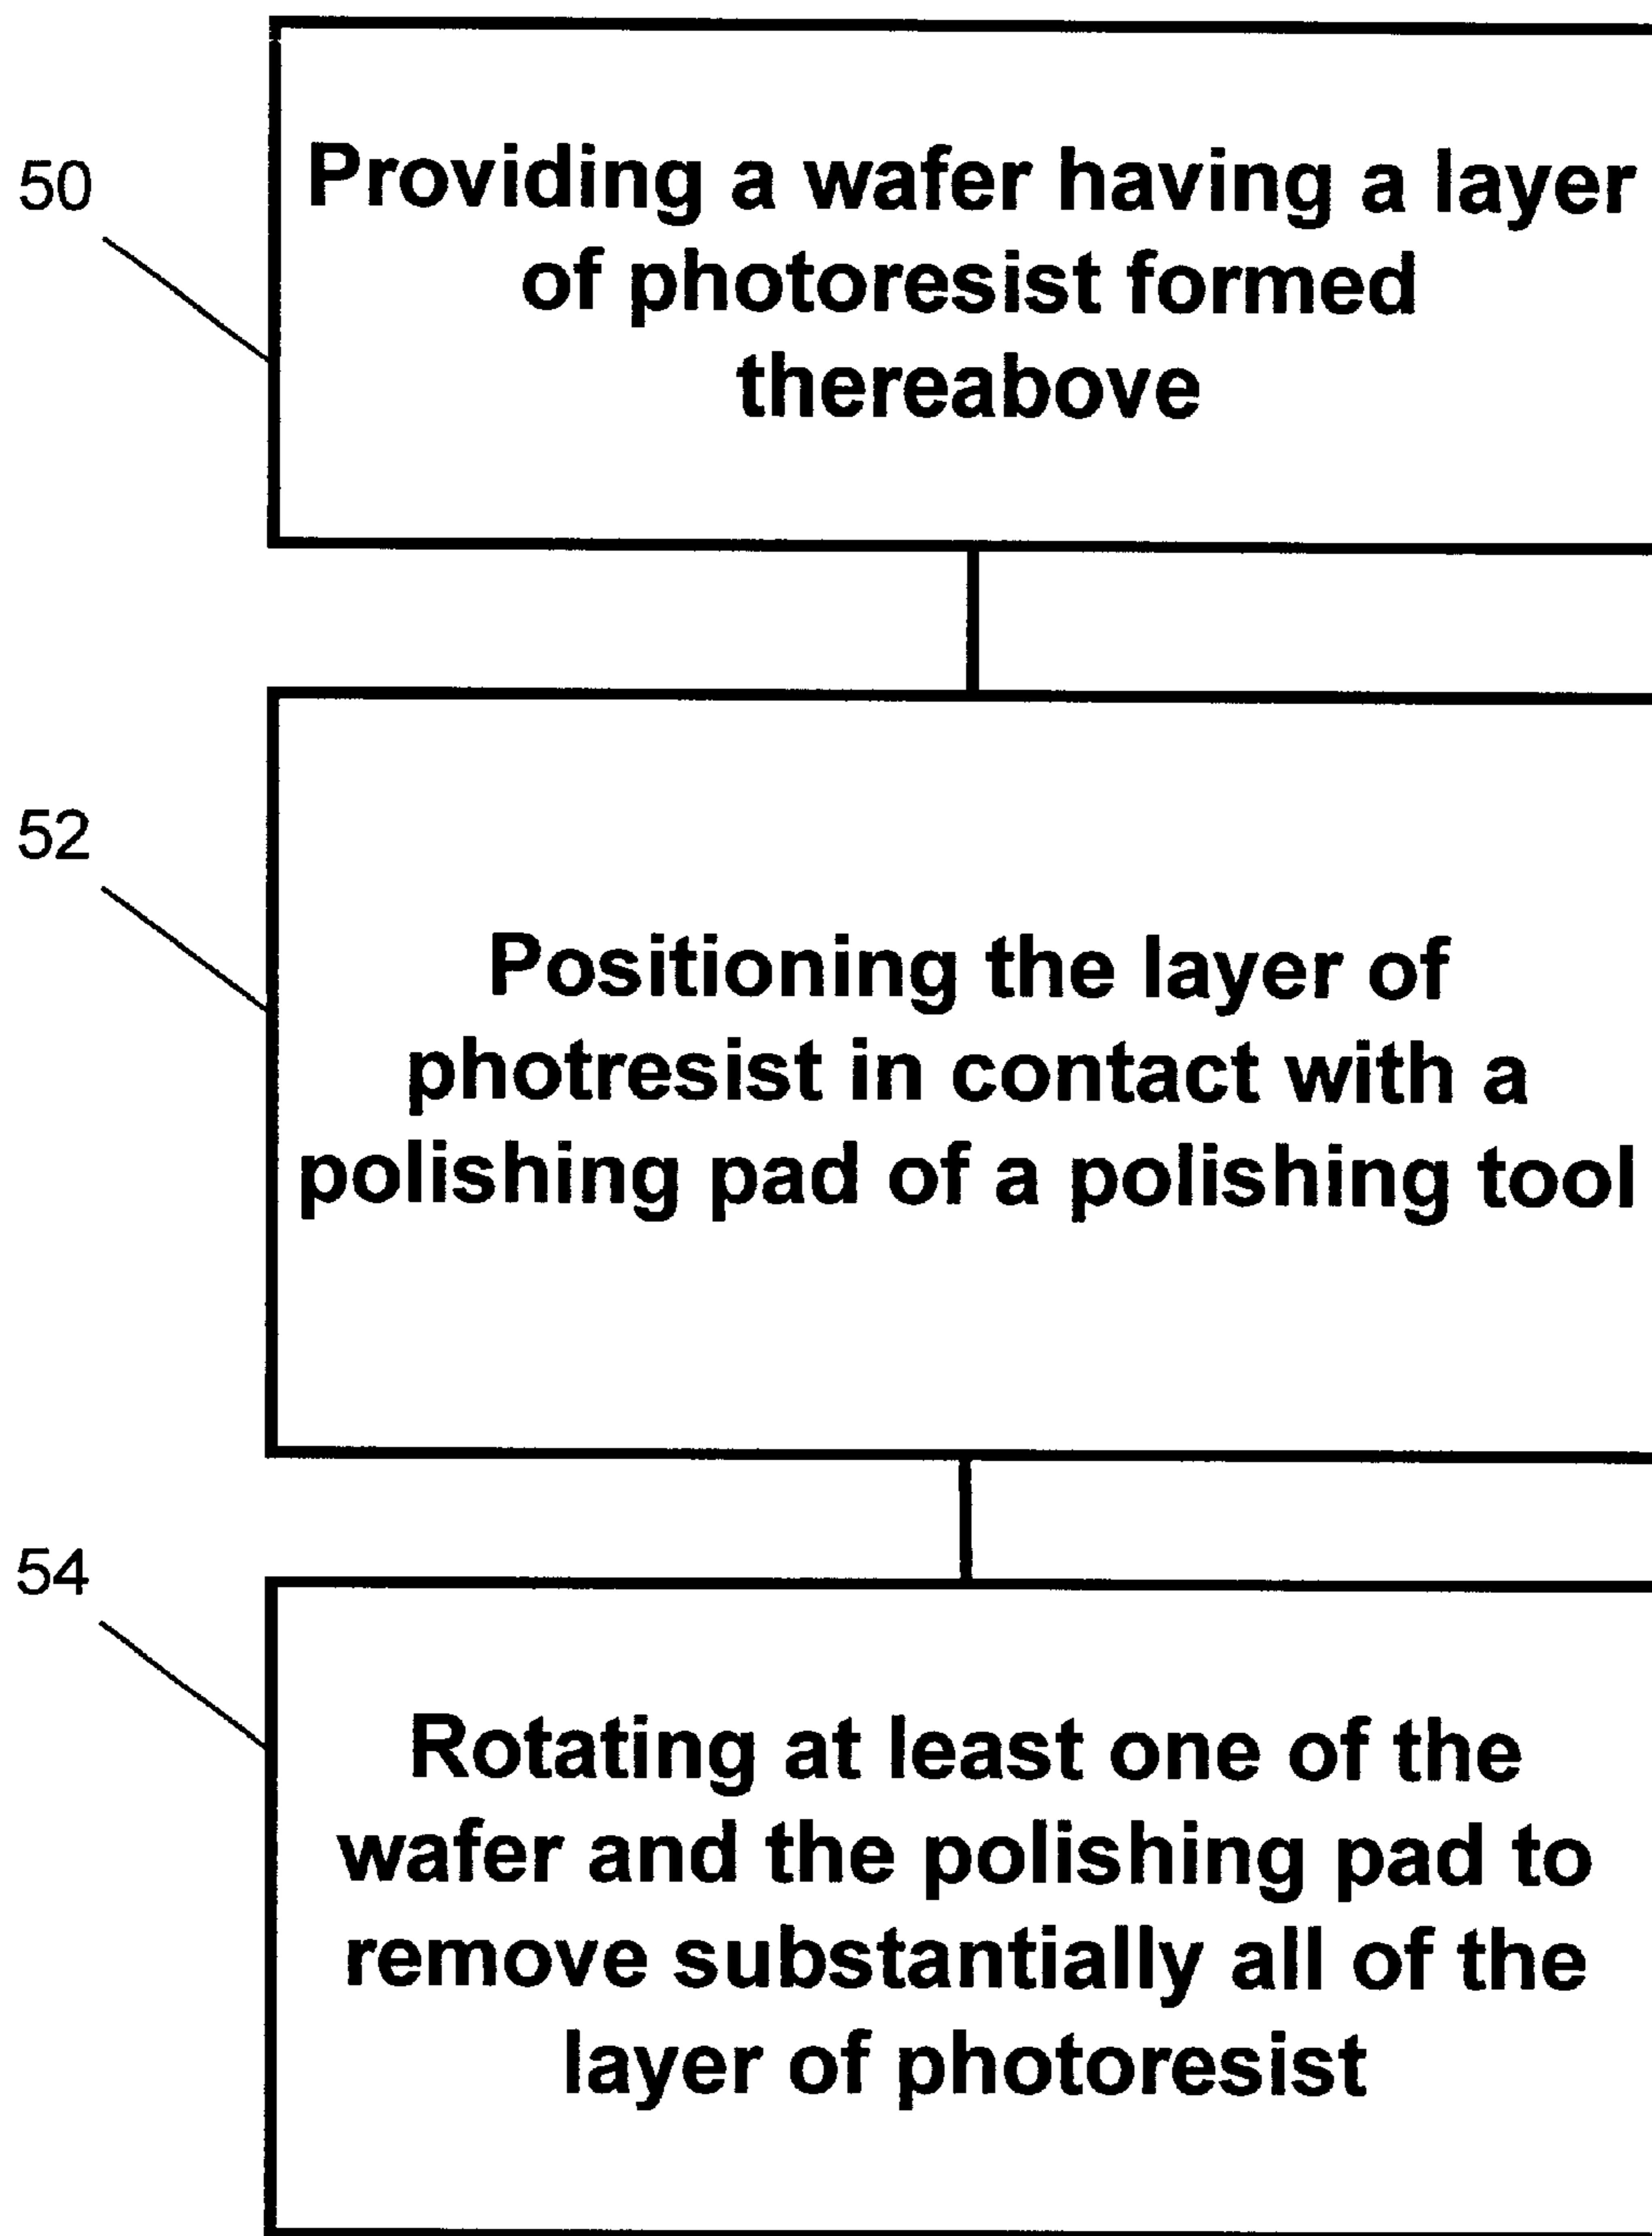 50
Providing a wafer having a layer
of photoresist formed
thereabove
52
Positioning the layer of
photresist in contact with a
polishing pad of a polishing tool
54
Rotating at least one of the
wafer and the polishing pad to
remove substantially all of the
layer of photoresist